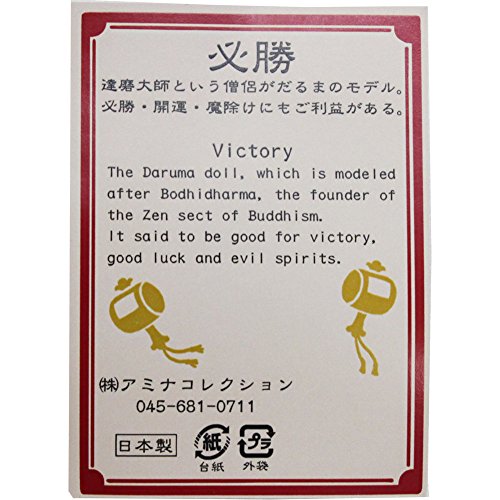 必勝
達磨大師という僧侶がだるまのモデル。
必勝・開運・魔除けにもご利益がある。
Victory
The Daruma doll, which is modeled
after Bodhidharma, the founder of
the Zen sect of Buddhism.
It said to be good for victory,
good luck and evil spirits.
㈱アミナコレクション
045-681-0711
日本製
紙
プラ
台紙
外袋